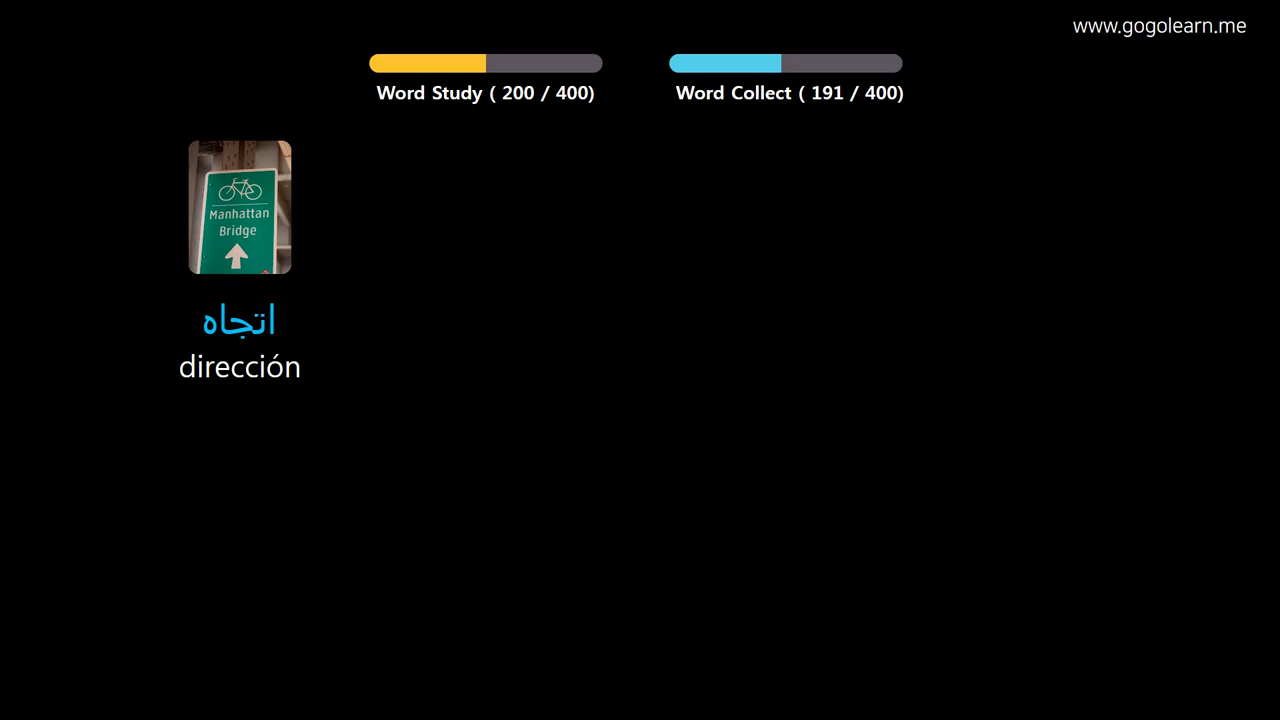 www.gogolearn.me
Word Study ( 200 / 400)
Word Collect ( 191 / 400)
Manhattan
Bridge
اتجاه
dirección